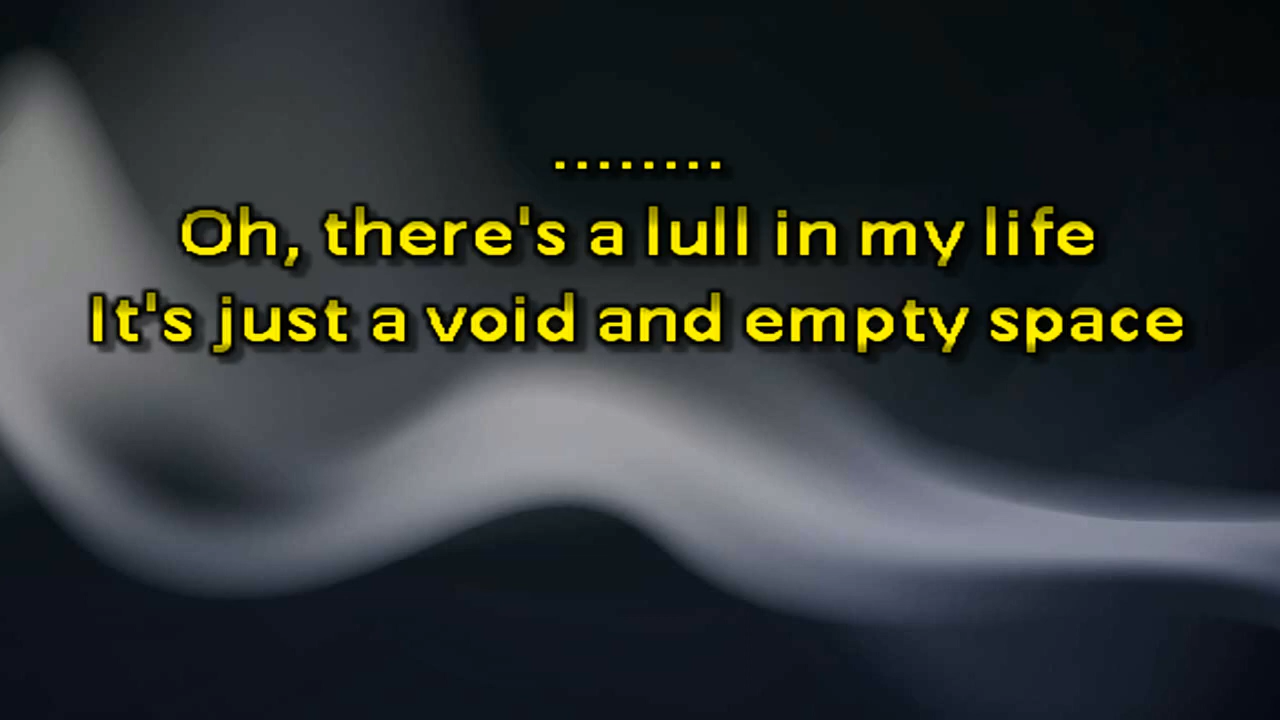 ........
Oh, there's a lull in my life
It's just a void and empty space